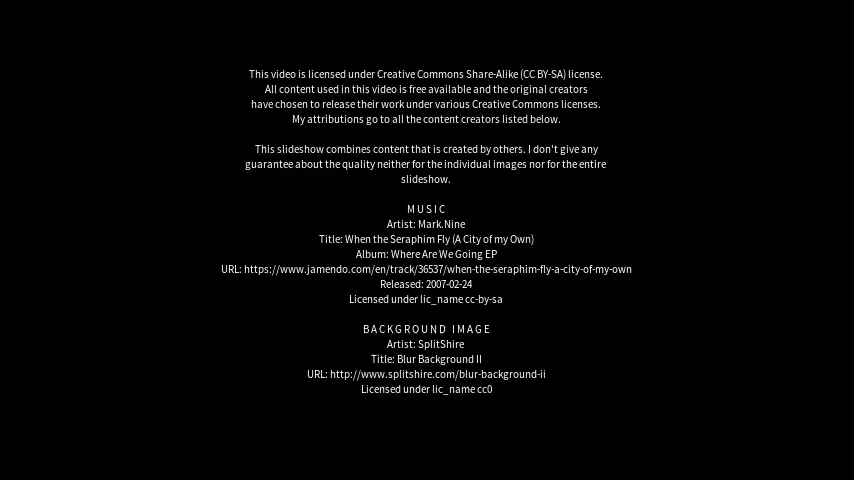 This video is licensed under Creative Commons Share-Alike (CC BY-SA) license.
All content used in this video is free available and the original creators
have chosen to release their work under various Creative Commons licenses.
My attributions go to all the content creators listed below.
This slideshow combines content that is created by others. I don't give any
guarantee about the quality neither for the individual images nor for the entire
slideshow.
MUSIC
Artist: Mark.Nine
Title: When the Seraphim Fly (A City of my Own)
Album: Where Are We Going EP
URL: https://www.jamendo.com/en/track/36537/when-the-seraphim-fly-a-city-of-my-own
Released: 2007-02-24
Licensed under lic_name cc-by-sa
BACKGROUND IMAGE
Artist: SplitShire
Title: Blur Background II
URL: http://www.splitshire.com/blur-background-ii
Licensed under lic_name cc0